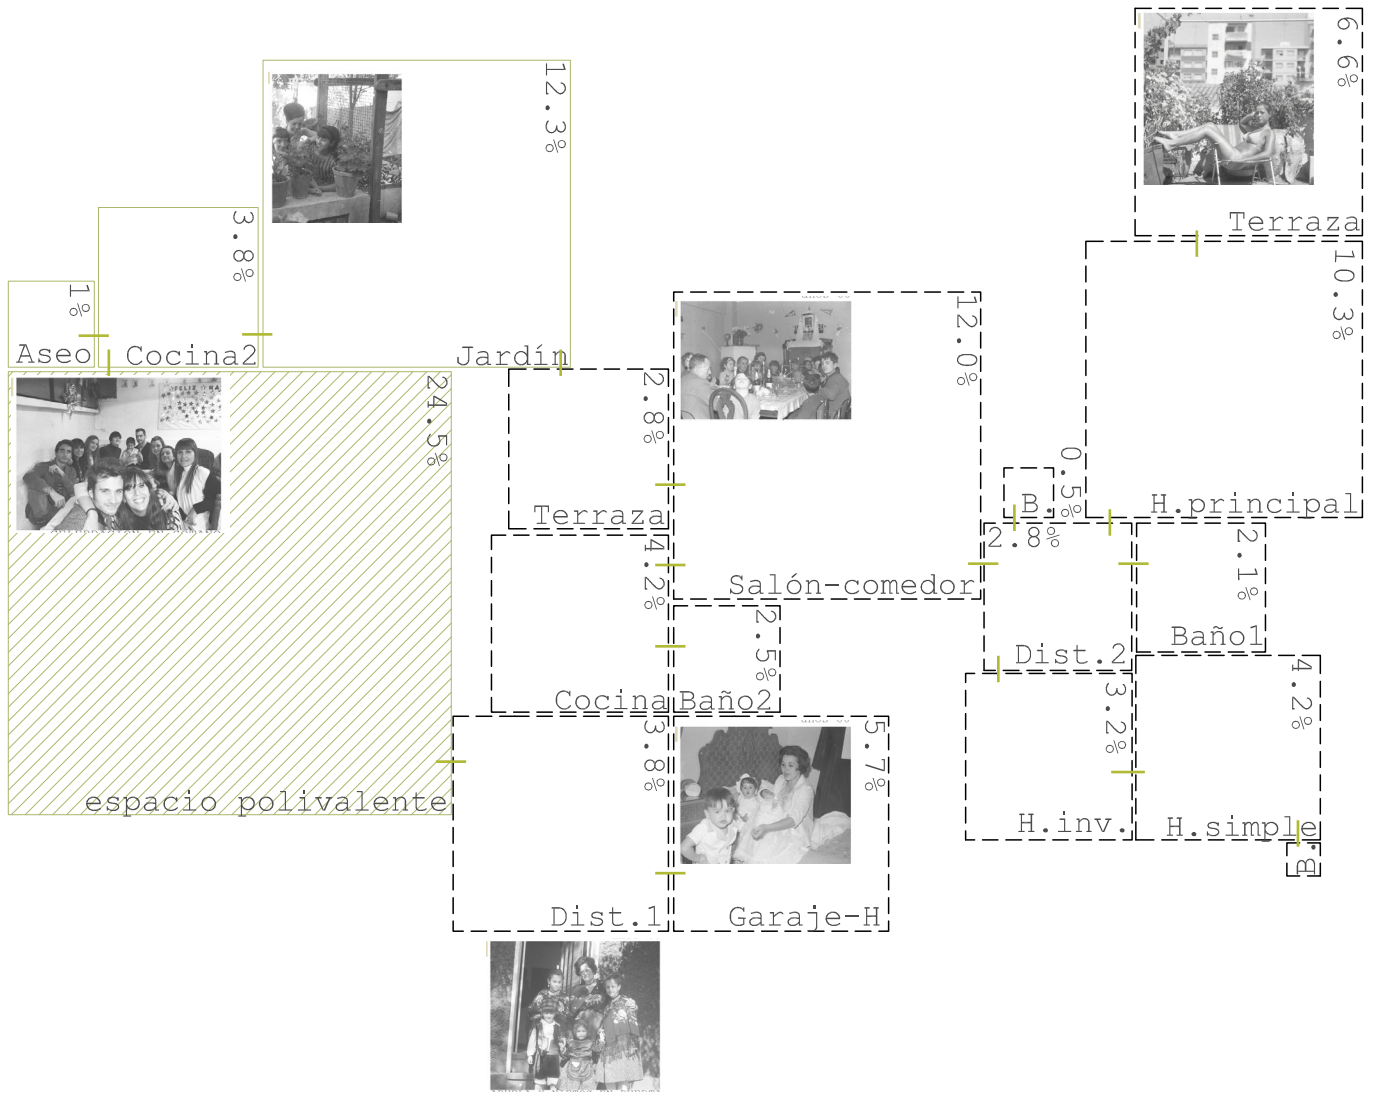 6.6%
Terraza
12.3%
Jardín
3.8%
Cocina2
1%
Aseo
10.3%
H.principal
12.0%
Salón-comedor
2.8%
Terraza
24.5%
espacio polivalente
FELIZ
0.5%
B.
2.8%
Dist.2
2.1%
Baño1
4.2%
Cocina
2.5%
Baño2
3.2%
H.inv.
4.2%
H.simple
B.
3.8%
Dist.1
5.7%
Garaje-H